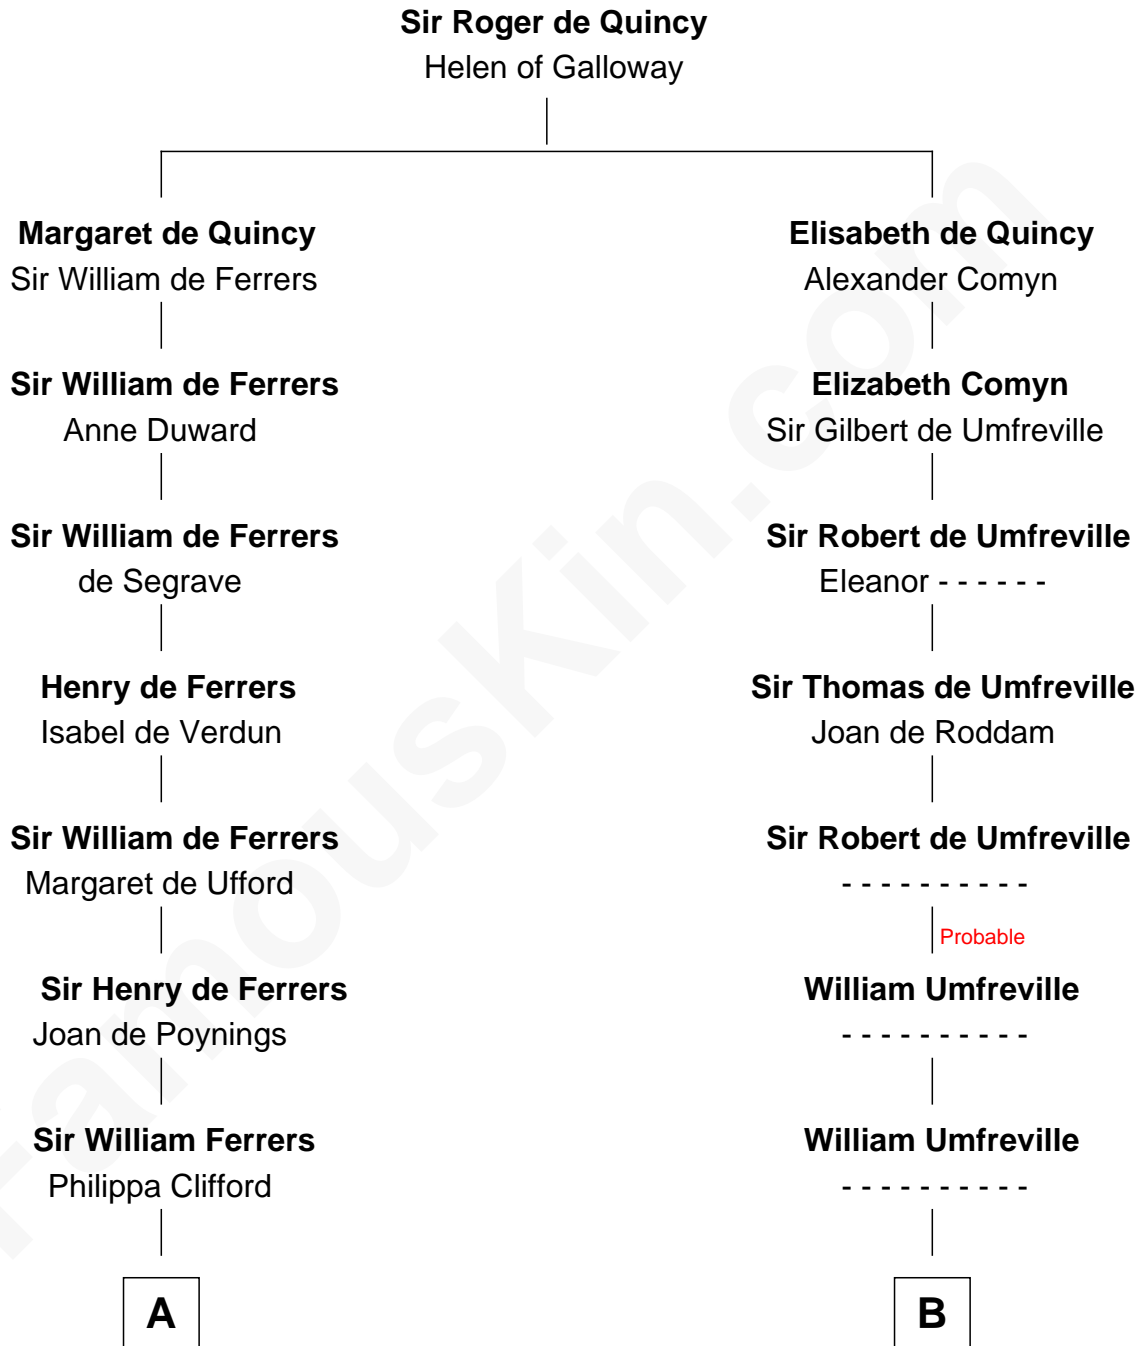 Sir Roger de Quincy
Helen of Galloway
Margaret de Quincy
Sir William de Ferrers
Elisabeth de Quincy
Alexander Comyn
Sir William de Ferrers
Anne Duward
Elizabeth Comyn
Sir Gilbert de Umfreville
Sir William de Ferrers
de Segrave
Sir Robert de Umfreville
Eleanor - - - - - -
Henry de Ferrers
Isabel de Verdun
Sir Thomas de Umfreville
Joan de Roddam
Sir William de Ferrers
Margaret de Ufford
Sir Robert de Umfreville
- - - - - - - - - -
Probable
Sir Henry de Ferrers
Joan de Poynings
William Umfreville
- - - - - - - - - -
Sir William Ferrers
Philippa Clifford
William Umfreville
- - - - - - - - - -
A
B
FamousKin.com